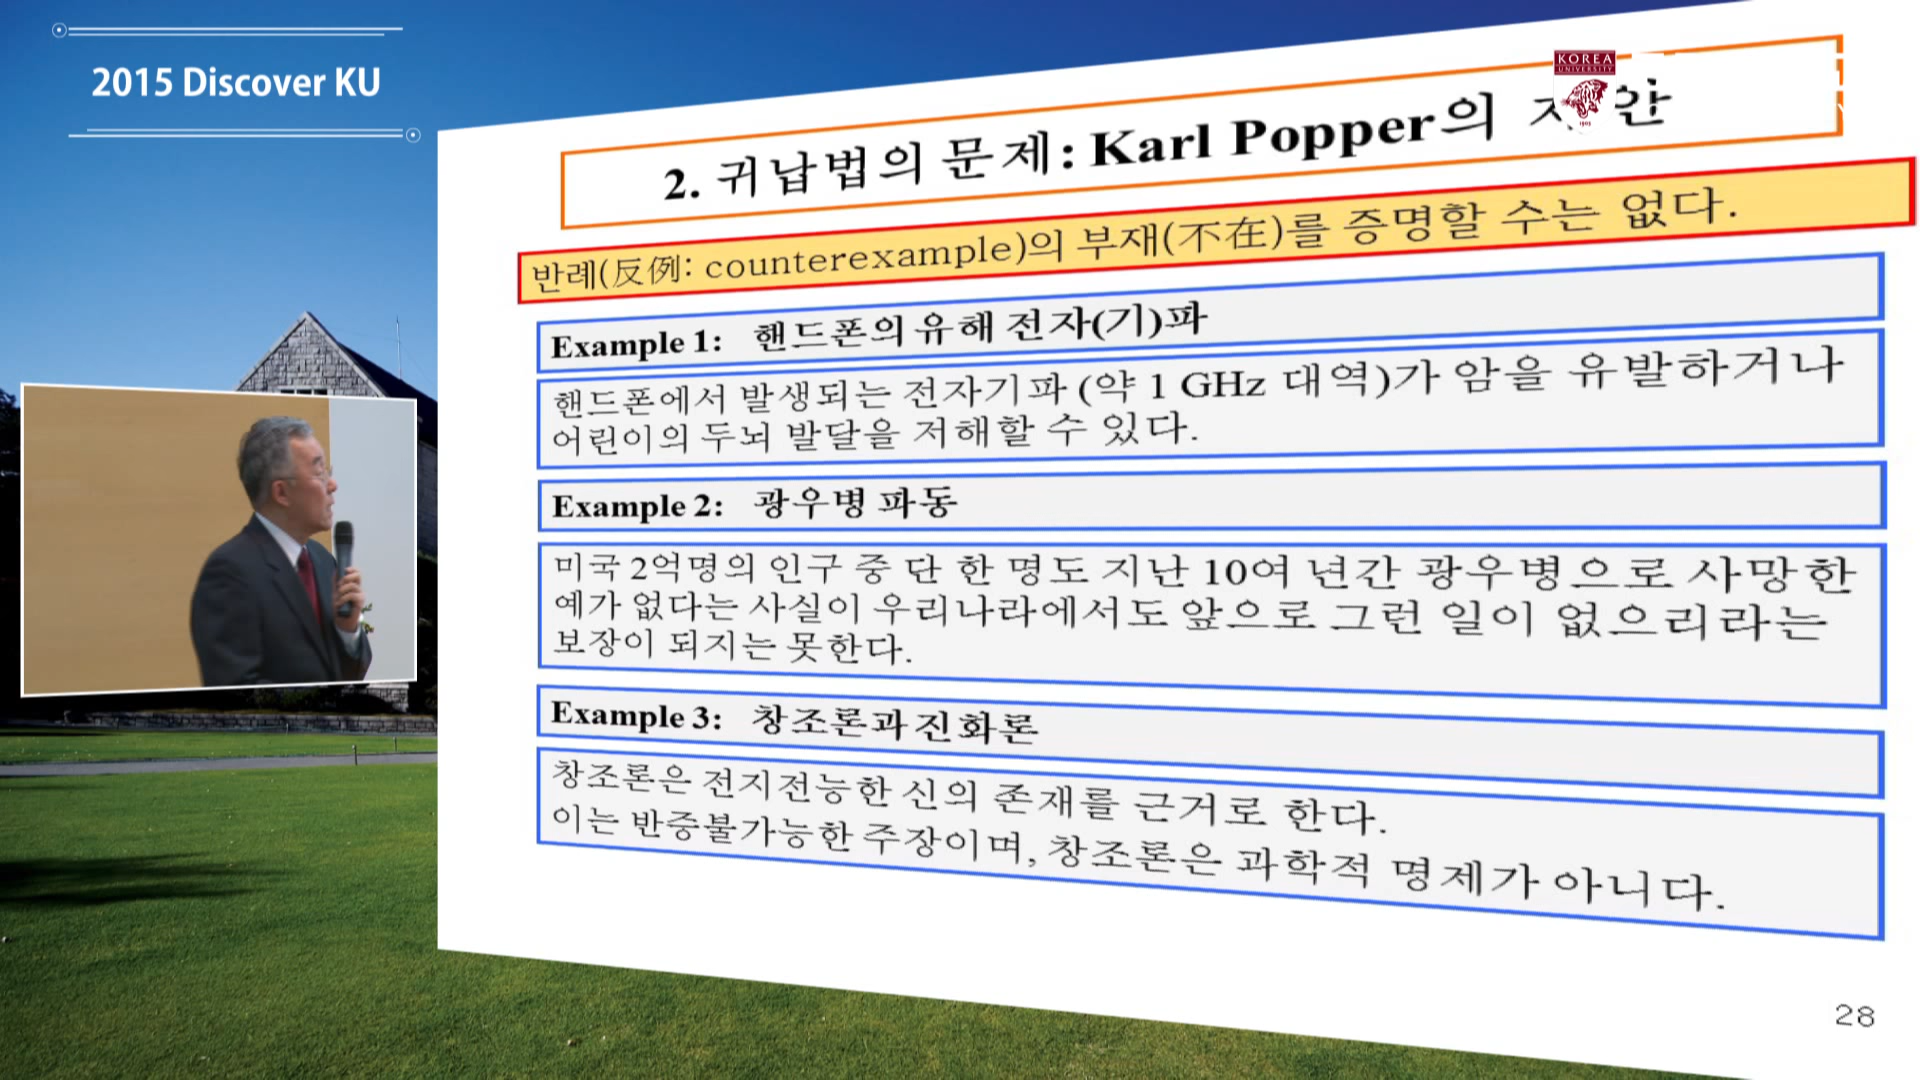 2015 Discover KU
KOREA
UNIVERSITY
2. 귀납법의 문제: Karl Popper의
반례(反例: counterexample)의 부재(不在)를 증명할 수는 없다.
Example 1: 핸드폰의 유해 전자(기)파
핸드폰에서 발생되는 전자기파 (약 1 GHz 대역)가 암을 유발하거나
어린이의 두뇌 발달을 저해할 수 있다.
Example 2: 광우병 파동
미국 2억명의 인구 중 단 한 명도 지난 10여 년간 광우병으로 사망한
예가 없다는 사실이 우리나라에서도 앞으로 그런 일이 없으리라는
보장이 되지는 못한다.
Example 3: 창조론과 진화론
창조론은 전지전능한 신의 존재를 근거로 한다.
이는 반증불가능한 주장이며, 창조론은 과학적 명제가 아니다.
28